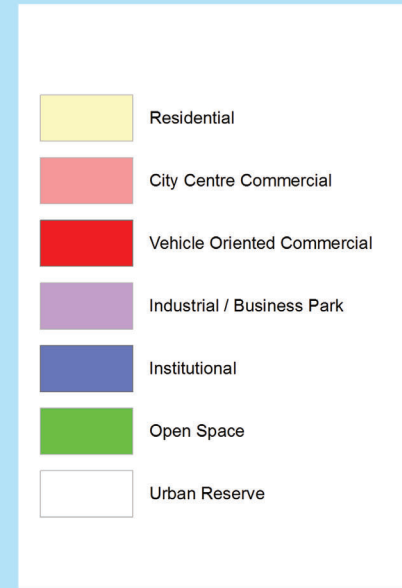 Residential
City Centre Commercial
Vehicle Oriented Commercial
Industrial / Business Park
Institutional
Open Space
Urban Reserve